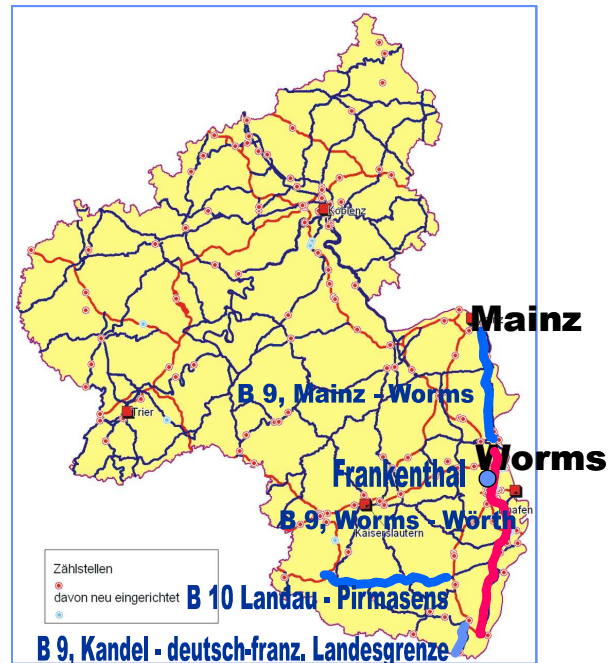 Koblenz
Mainz
B 9, Mainz - Worms
Trier
Worms
Frankenthal
B 9, Worms - Wörth
Kaiserslautern
Zählstellen
davon neu eingerichtet
B 10 Landau - Pirmasens
B 9, Kandel - deutsch-franz. Landesgrenze